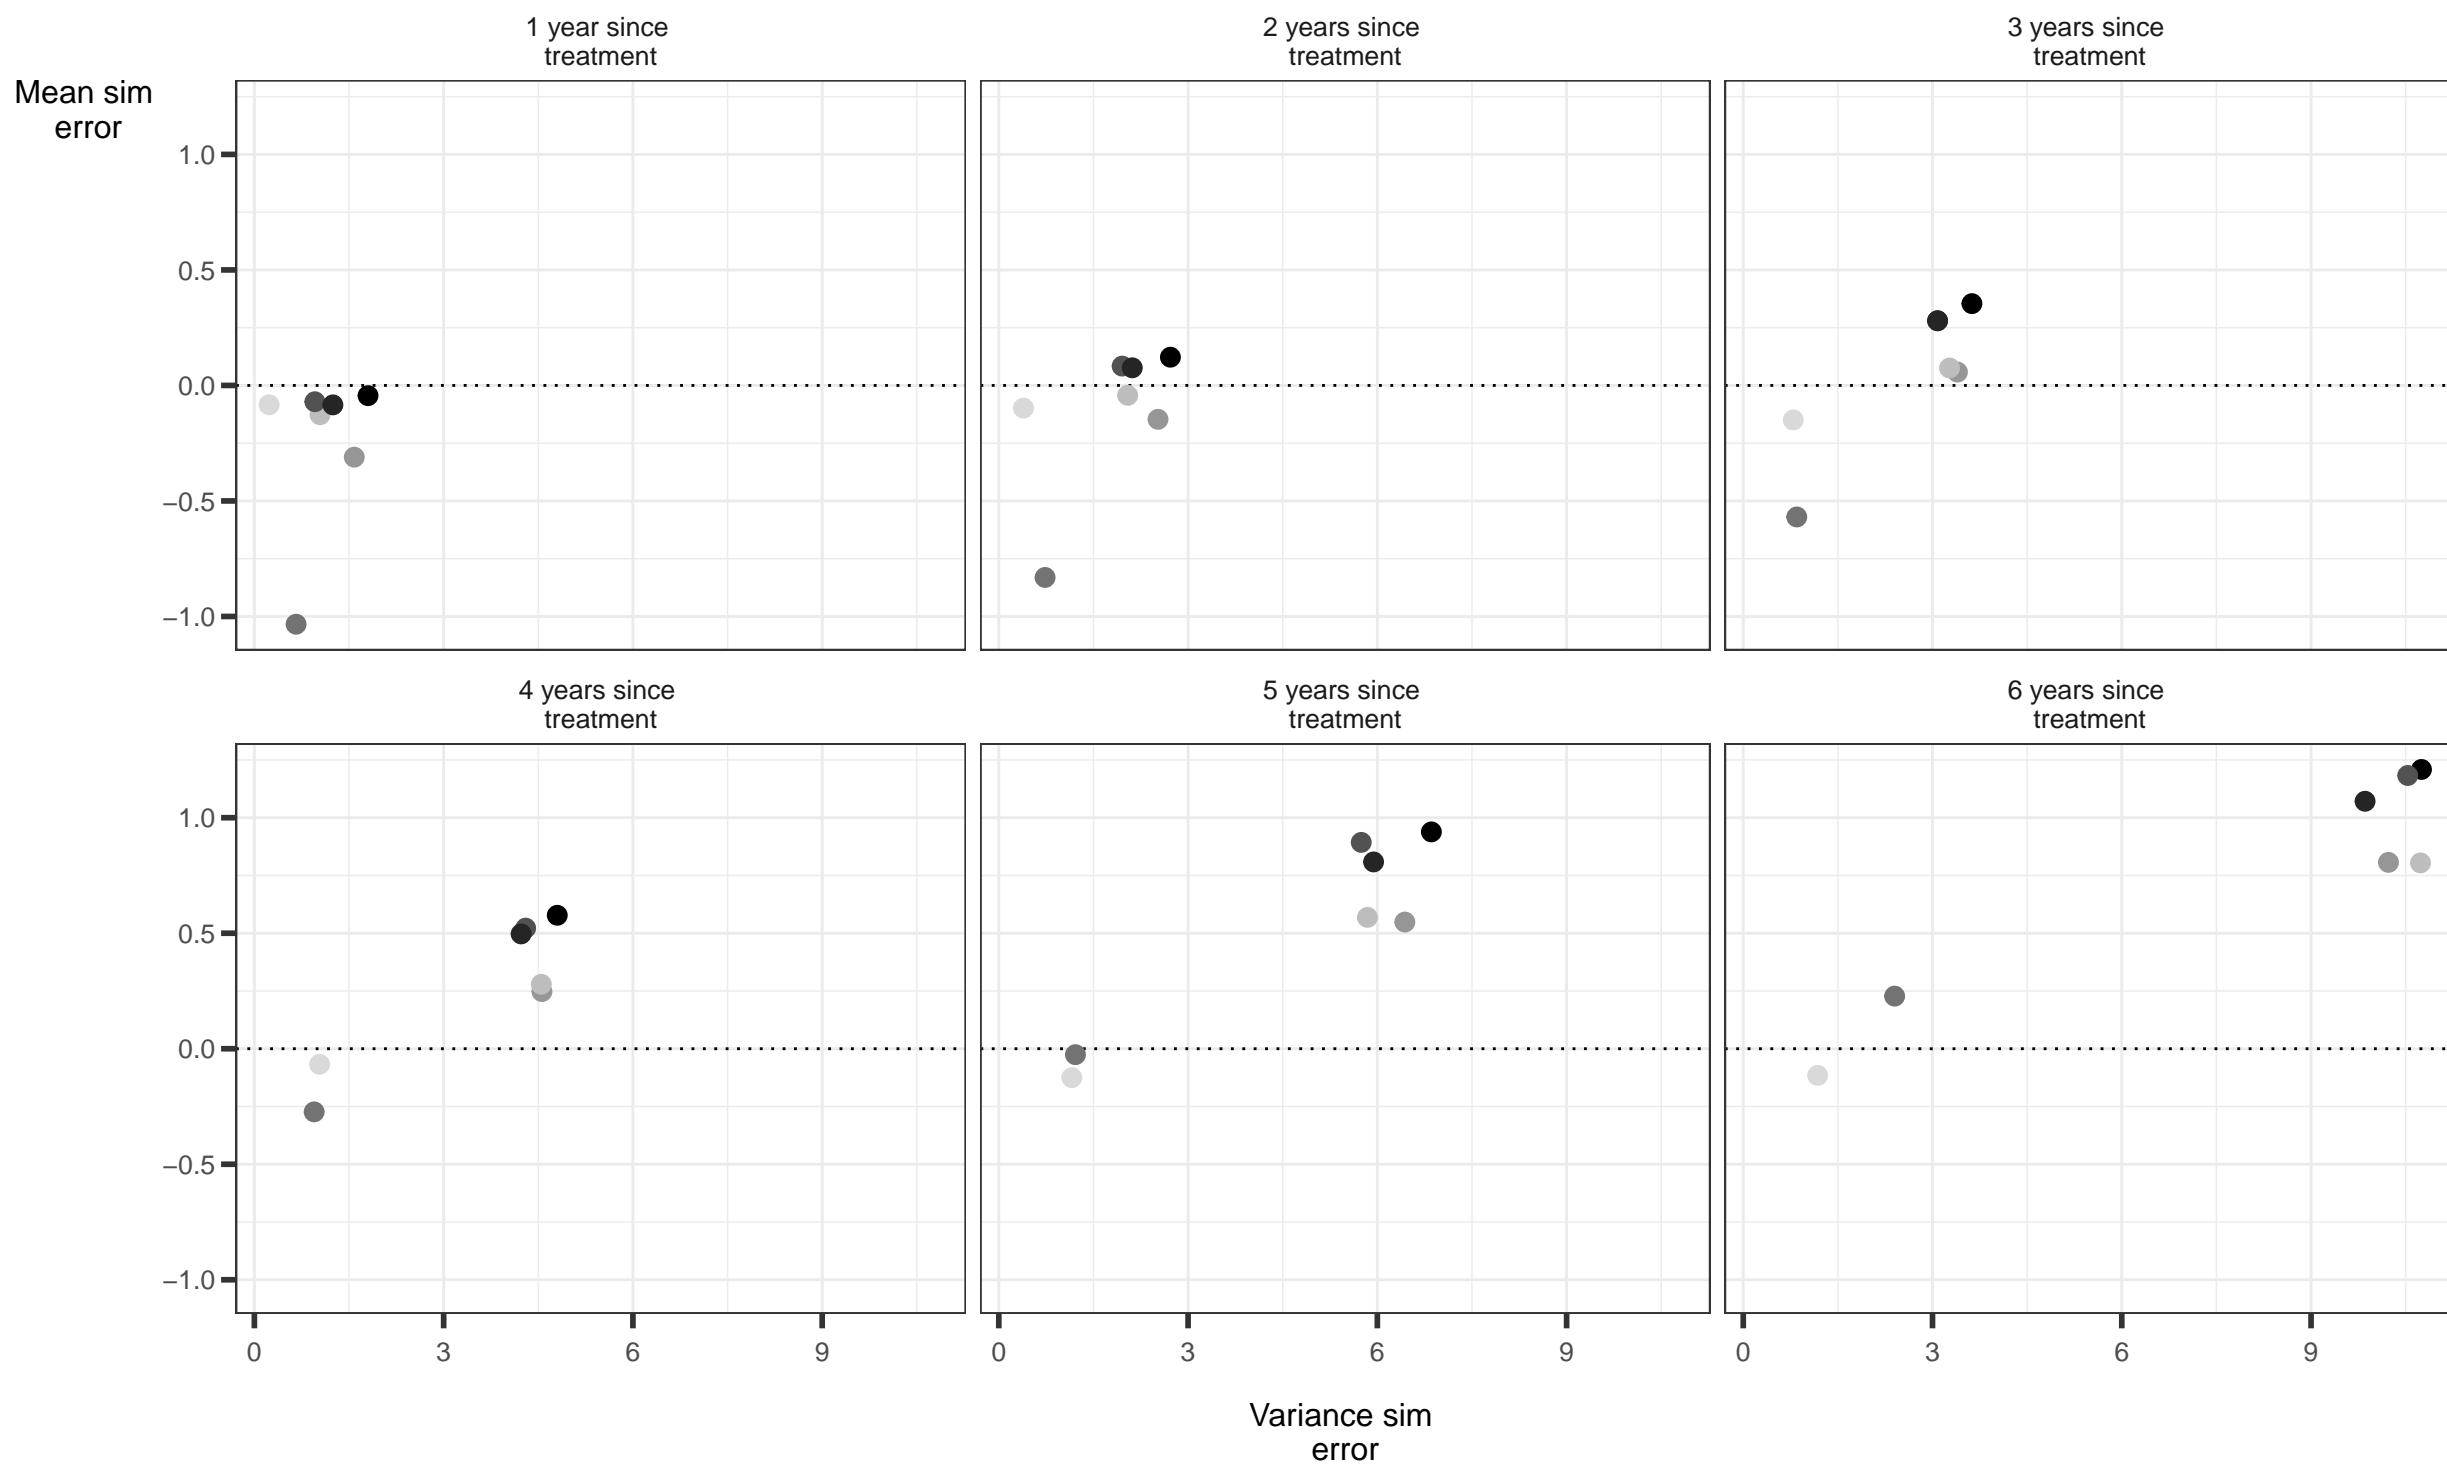 1 year since
treatment
2 years since
treatment
3 years since
treatment
Mean sim
error
1.0
0.5
0.0
−0.5
−1.0
4 years since
treatment
5 years since
treatment
6 years since
treatment
1.0
0.5
0.0
−0.5
−1.0
0 3 6 9 0 3 6 9 0 3 6 9
Variance sim
error